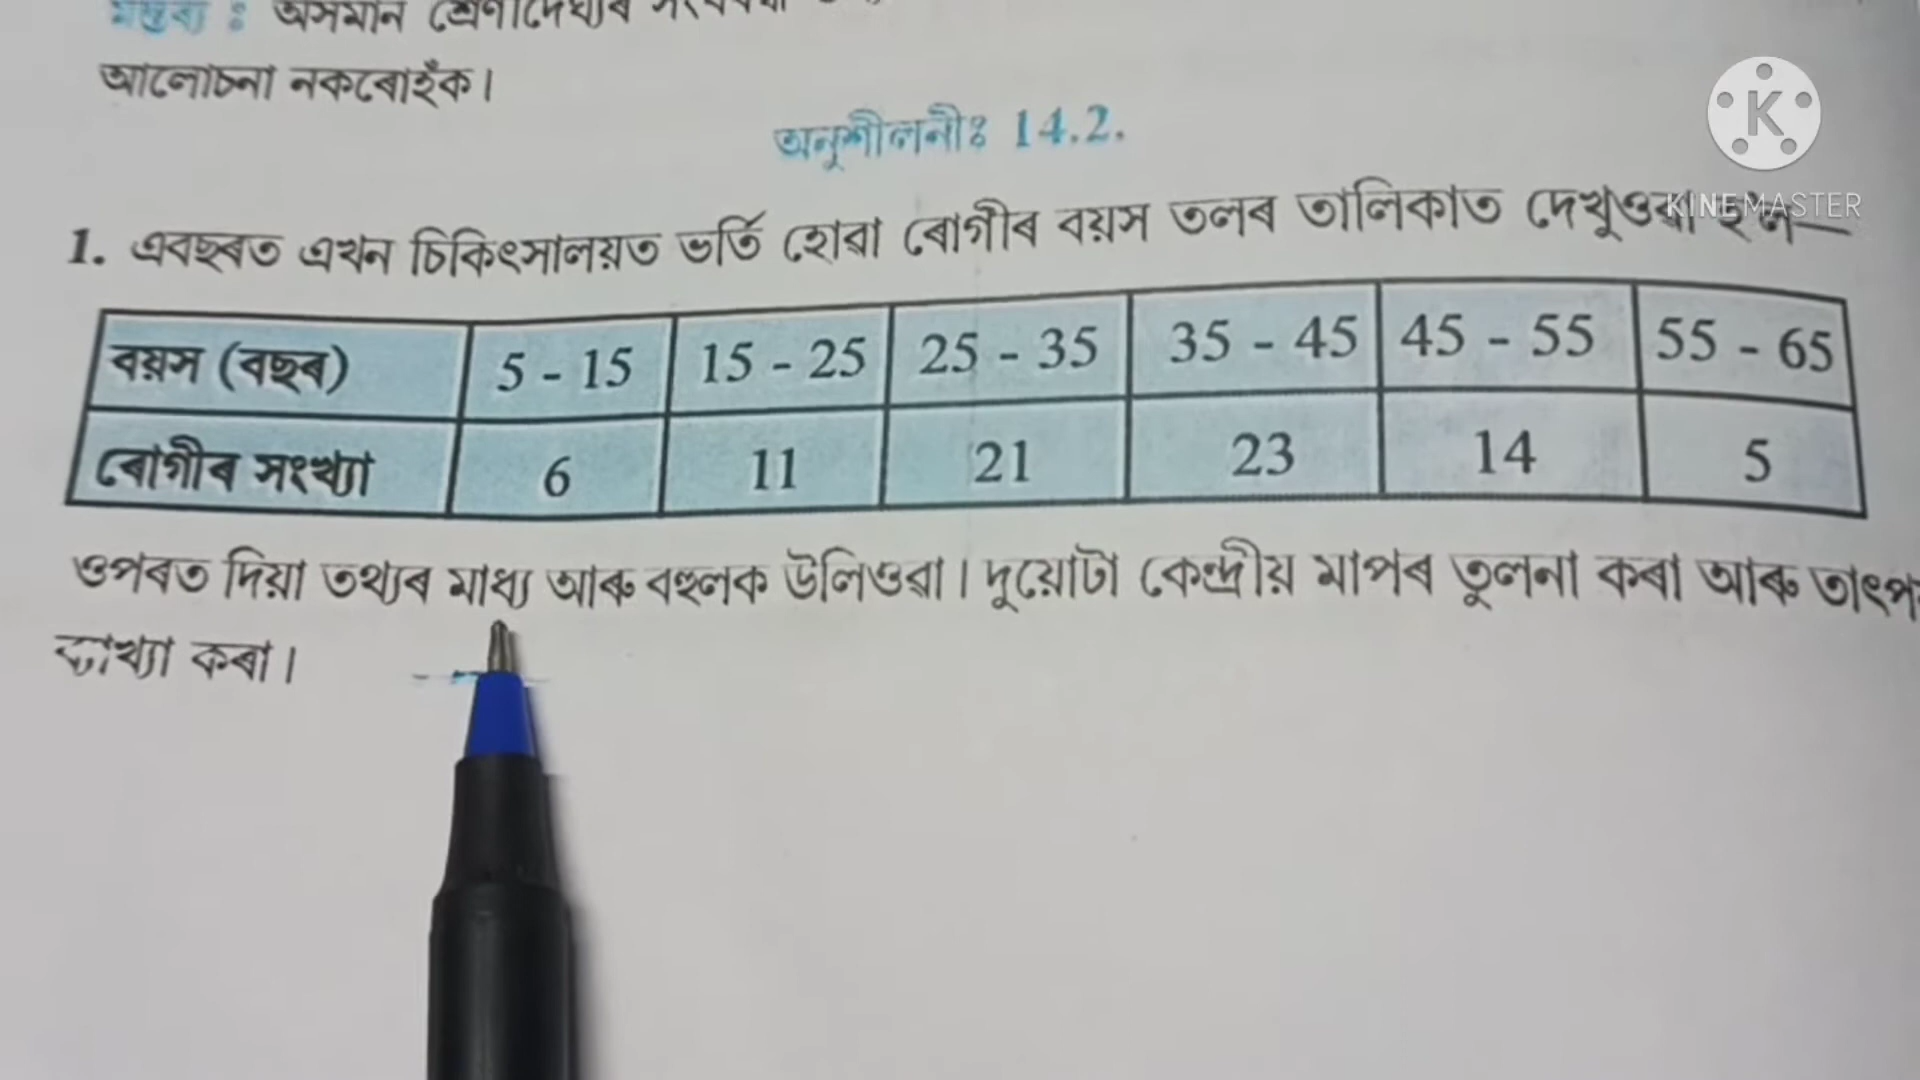 অসমান
আলোচনা নকৰোহঁক।
অনুশীলনীঃ 14.2.
K
KINEMASTER
1. এবছৰত এখন চিকিৎসালয়ত ভৰ্তি হোৱা ৰোগীৰ বয়স তলৰ তালিকাত দেখুওৱা হ'ল—
বয়স (বছৰ) 5 - 15 15 - 25 25 - 35 35 - 45 45 - 55 55 - 65
ৰোগীৰ সংখ্যা 6 11 21 23 14 5
ওপৰত দিয়া তথ্যৰ মাধ্য আৰু বহুলক উলিওৱা। দুয়োটা কেন্দ্ৰীয় মাপৰ তুলনা কৰা আৰু
কৰা।